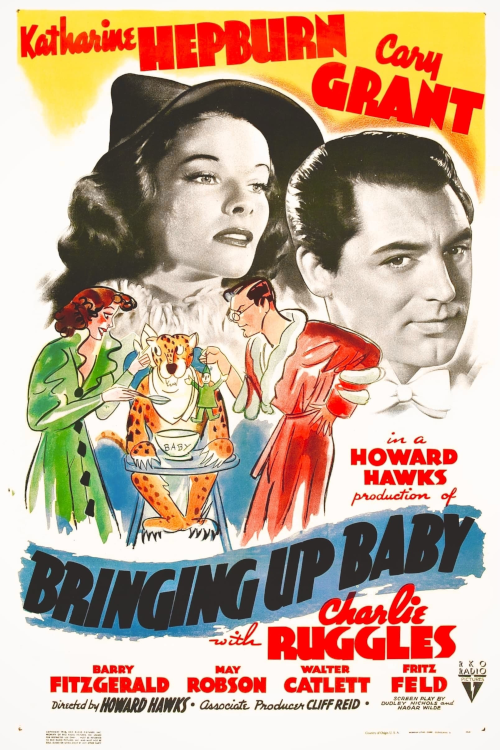 Katharine HEPBURN
Cary GRANT
BABY
in a
HOWARD
HAWKS
production of
BRINGING UP BABY
with Charlie RUGGLES
BARRY FITZGERALD
MAY ROBSON
WALTER CATLETT
FRITZ FELD
Directed by HOWARD HAWKS • Associate Producer CLIFF REID •
SCREEN PLAY BY
DUDLEY NICHOLS AND
HAGAR WILDE
RKO
RADIO
PICTURES